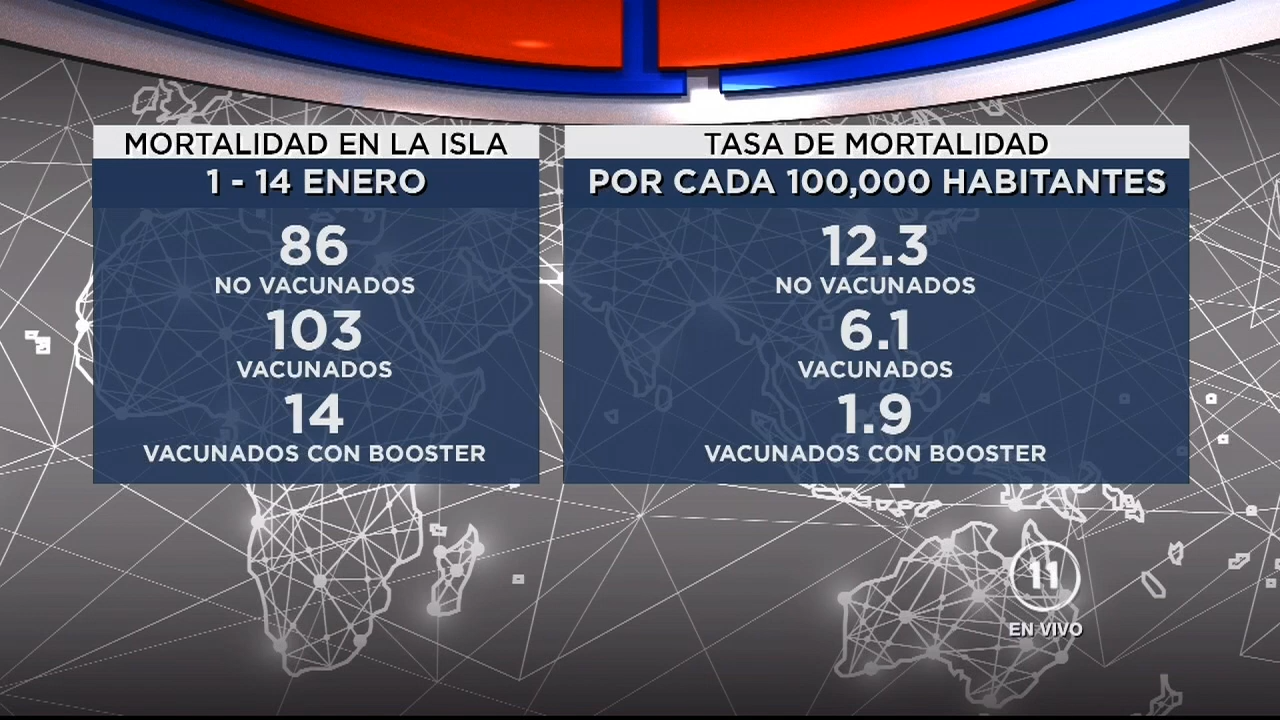 MORTALIDAD EN LA ISLA
1 - 14 ENERO
86
NO VACUNADOS
103
VACUNADOS
14
VACUNADOS CON BOOSTER
TASA DE MORTALIDAD
POR CADA 100,000 HABITANTES
12.3
NO VACUNADOS
6.1
VACUNADOS
1.9
VACUNADOS CON BOOSTER
11
EN VIVO